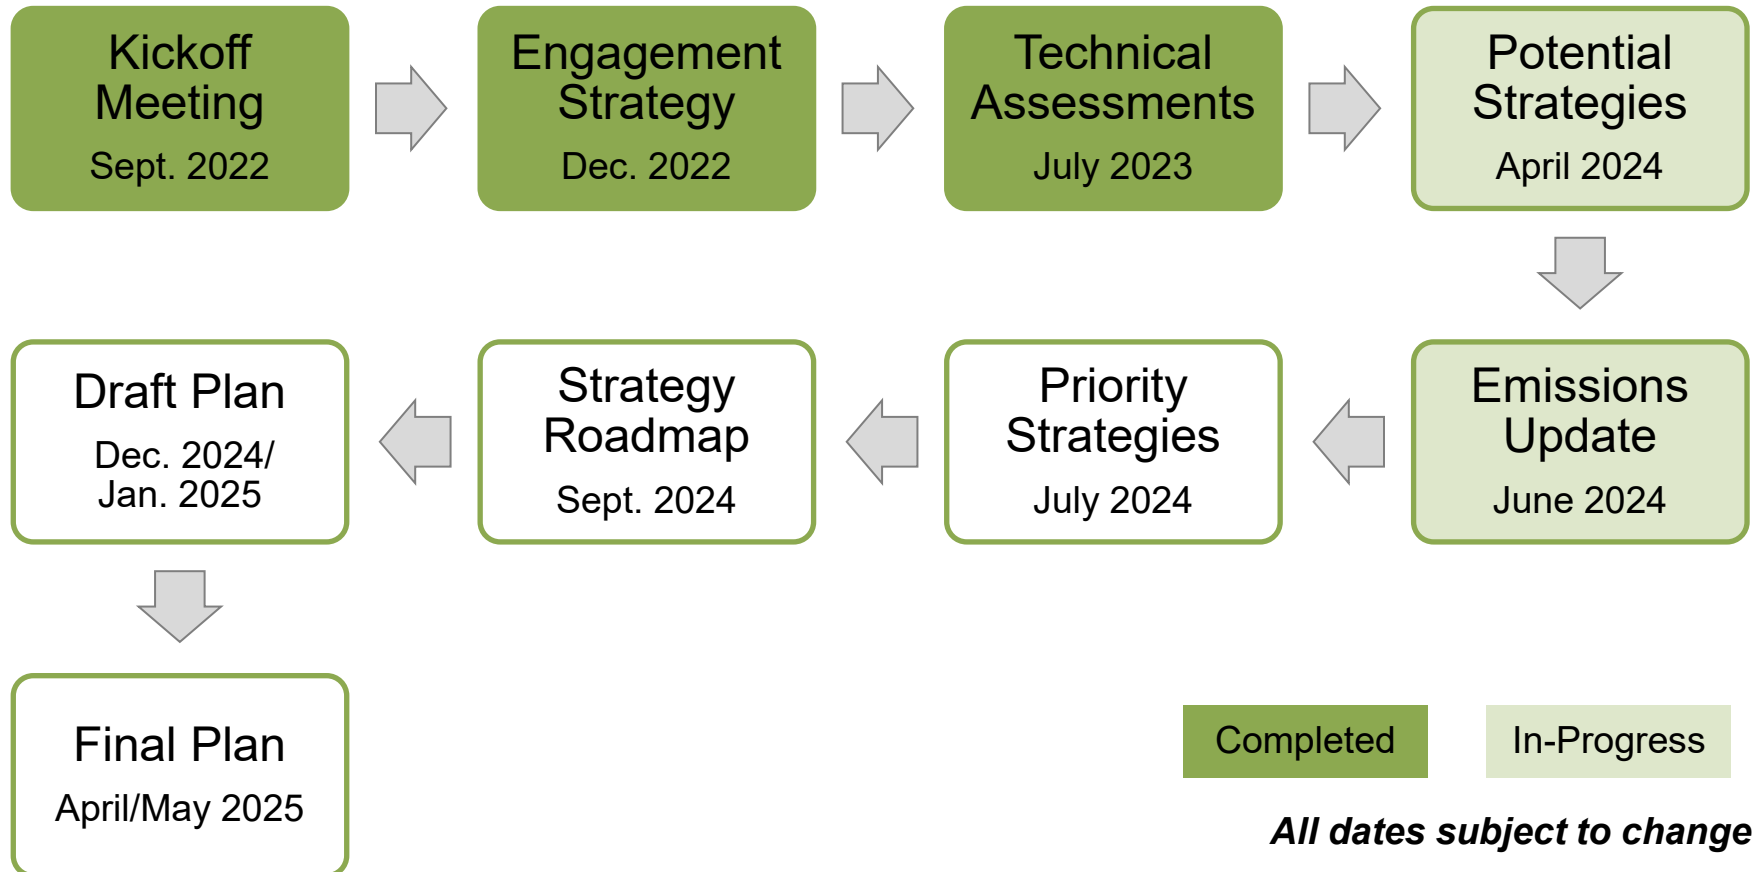 Kickoff
Meeting
Sept. 2022
Engagement
Strategy
Dec. 2022
Technical
Assessments
July 2023
Potential
Strategies
April 2024
Emissions
Update
June 2024
Priority
Strategies
July 2024
Strategy
Roadmap
Sept. 2024
Draft Plan
Dec. 2024/
Jan. 2025
Final Plan
April/May 2025
Completed
In-Progress
All dates subject to change